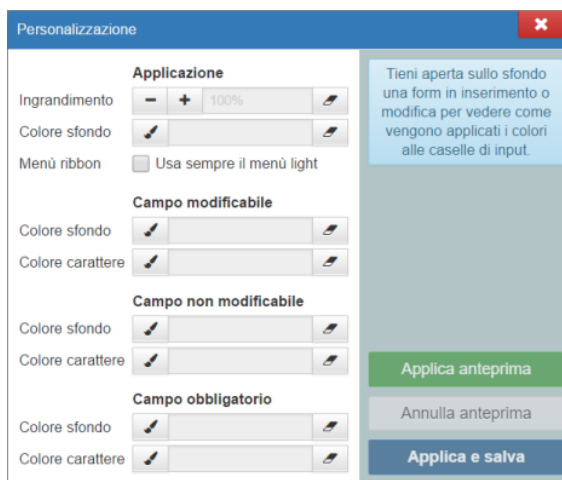 Personalizzazione
Applicazione
Ingrandimento 100%
Colore sfondo
Menù ribbon Usa sempre il menù light
Campo modificabile
Colore sfondo
Colore carattere
Campo non modificabile
Colore sfondo
Colore carattere
Campo obbligatorio
Colore sfondo
Colore carattere
Tieni aperta sullo sfondo
una form in inserimento o
modifica per vedere come
vengono applicati i colori
alle caselle di input.
Applica anteprima
Annulla anteprima
Applica e salva